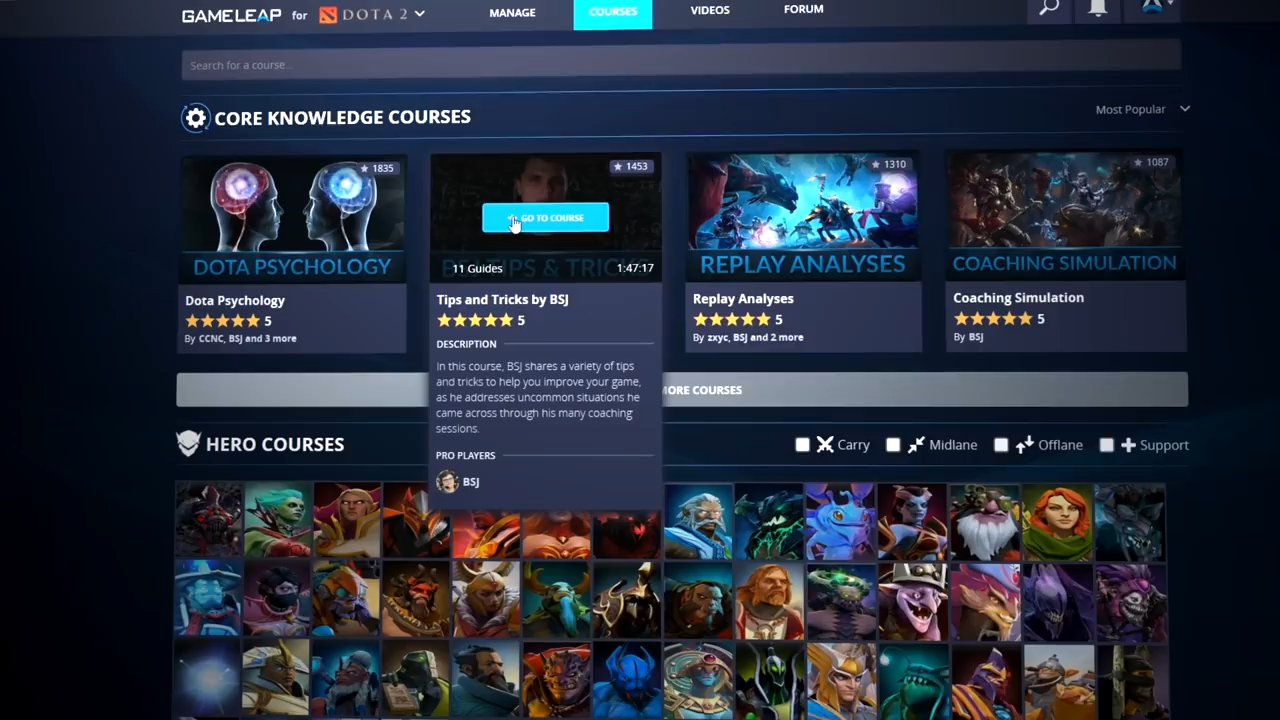 GAMELEAP for DOTA 2
MANAGE
COURSES
VIDEOS
FORUM
Search for a course...
CORE KNOWLEDGE COURSES
Most Popular
1835
DOTA PSYCHOLOGY
Dota Psychology
5
By CCNC, BSJ and 3 more
1453
GO TO COURSE
TIPS & TRICKS
11 Guides
1:47:17
Tips and Tricks by BSJ
5
DESCRIPTION
In this course, BSJ shares a variety of tips
and tricks to help you improve your game,
as he addresses uncommon situations he
came across through his many coaching
sessions.
PRO PLAYERS
BSJ
1310
REPLAY ANALYSES
Replay Analyses
5
By zxyc, BSJ and 2 more
1087
COACHING SIMULATION
Coaching Simulation
5
By BSJ
MORE COURSES
HERO COURSES
Carry
Midlane
Offlane
Support